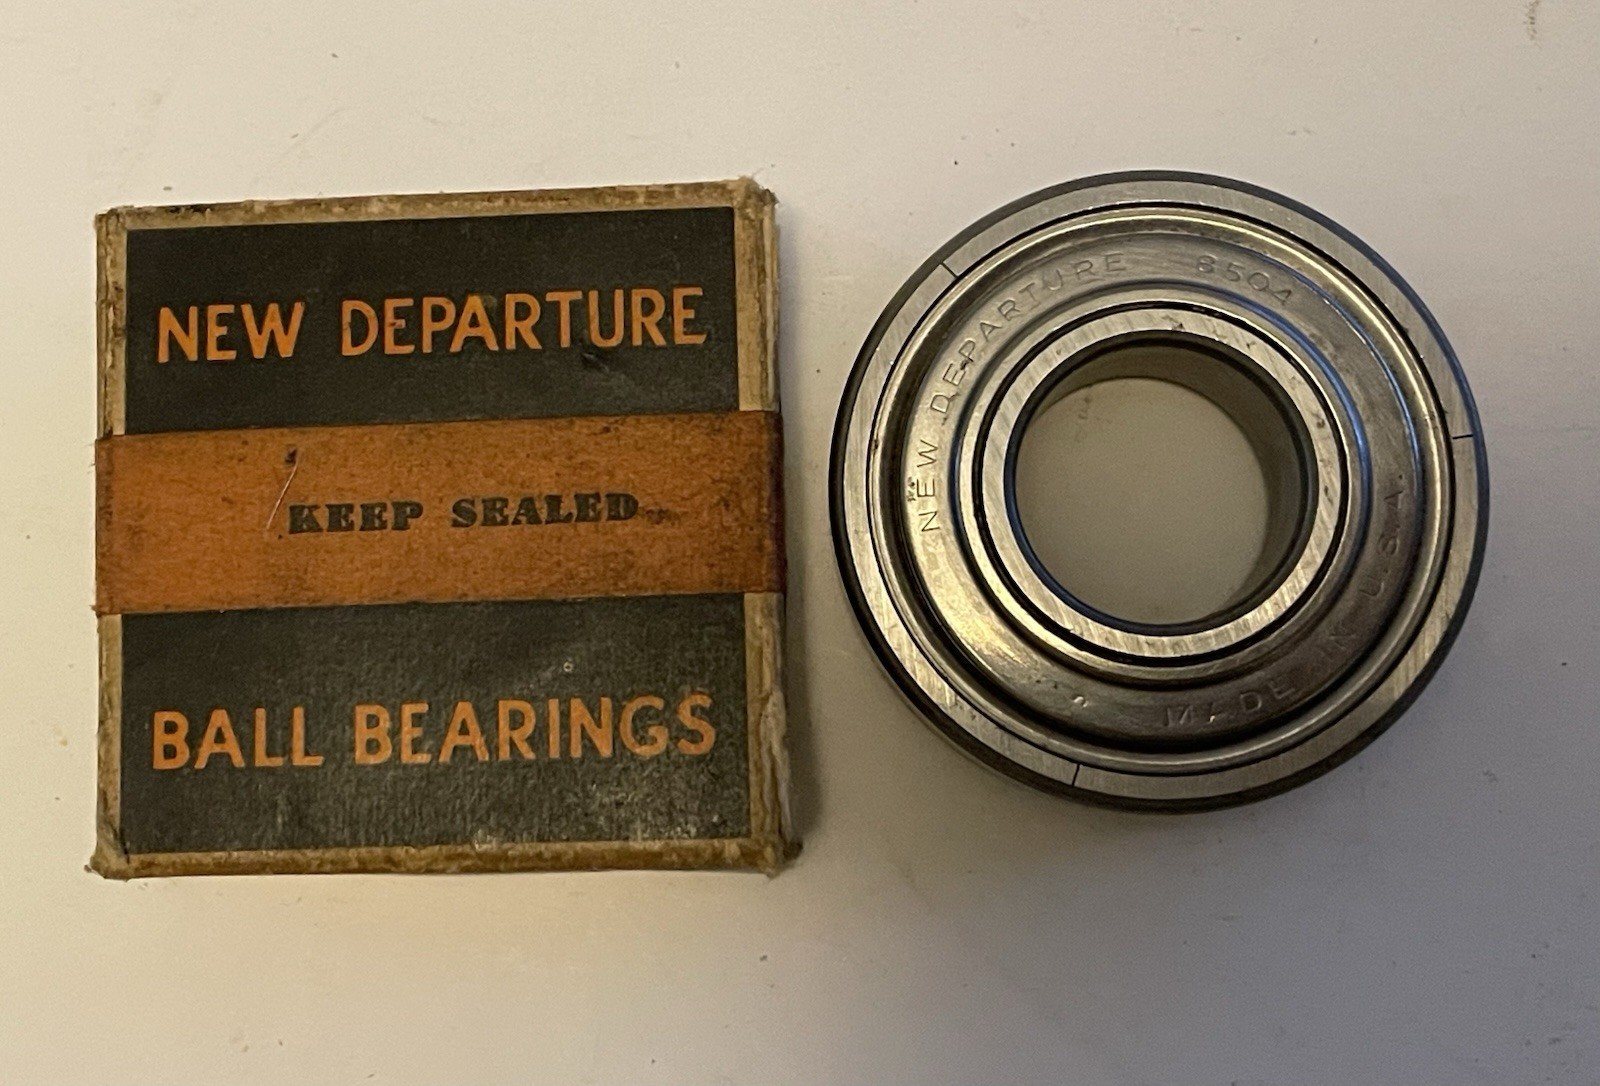 NEW DEPARTURE
KEEP SEALED
BALL BEARINGS
NEW DEPARTURE 8504
MADE IN U.S.A.